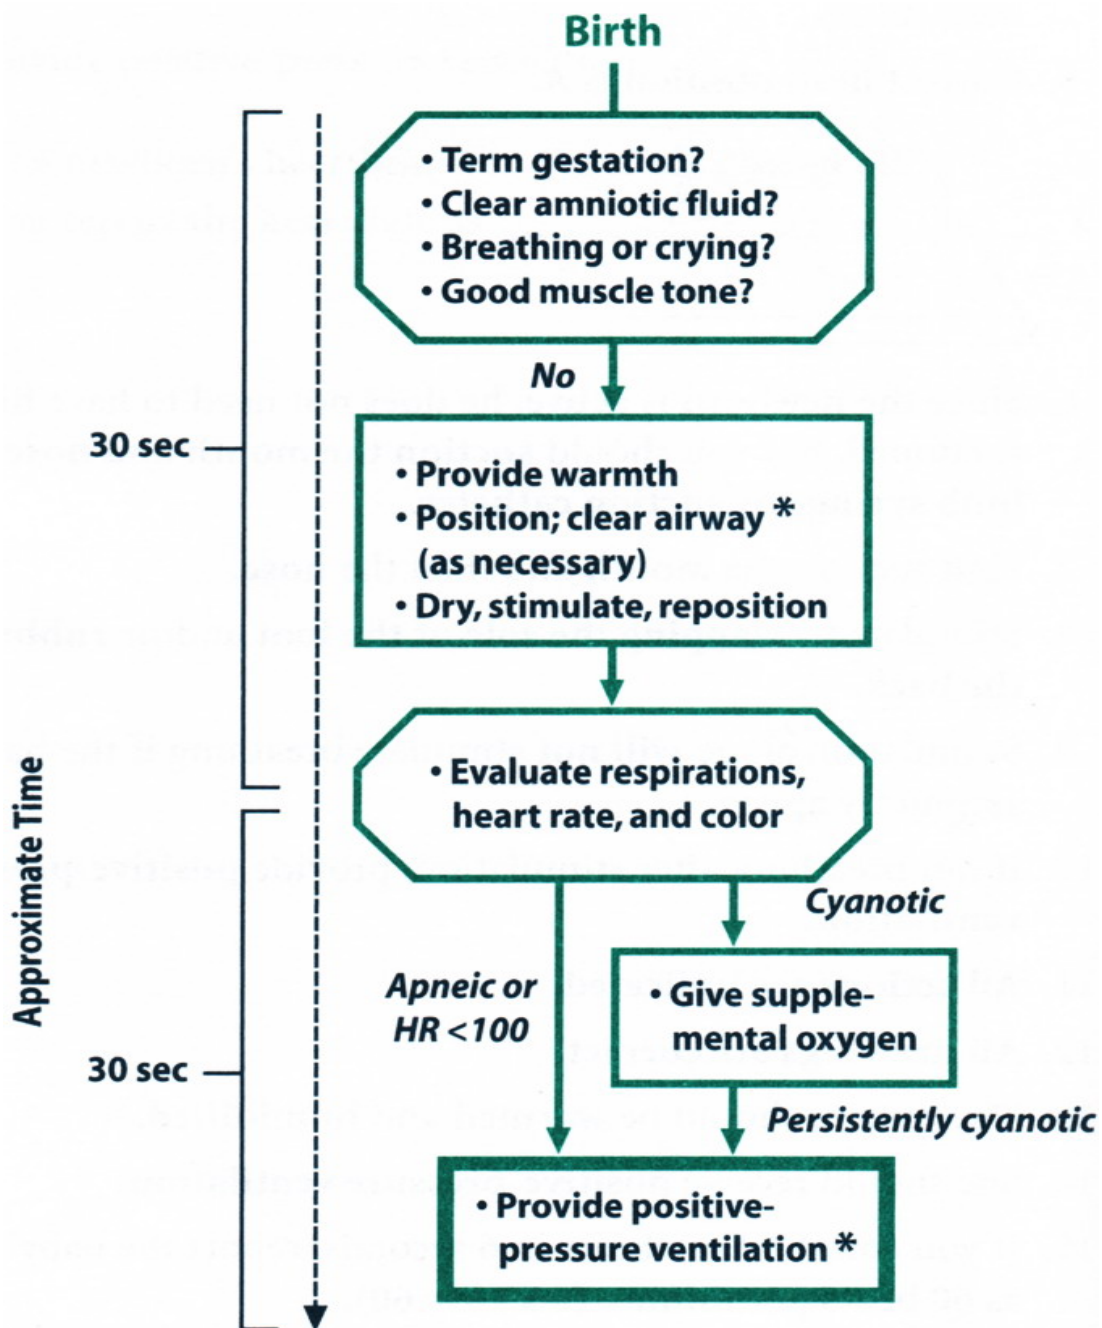 Birth
• Term gestation?
• Clear amniotic fluid?
• Breathing or crying?
• Good muscle tone?
No
30 sec
• Provide warmth
• Position; clear airway *
(as necessary)
• Dry, stimulate, reposition
• Evaluate respirations,
heart rate, and color
Approximate Time
Cyanotic
Apneic or
HR <100
• Give supple-
mental oxygen
30 sec
Persistently cyanotic
• Provide positive-
pressure ventilation *